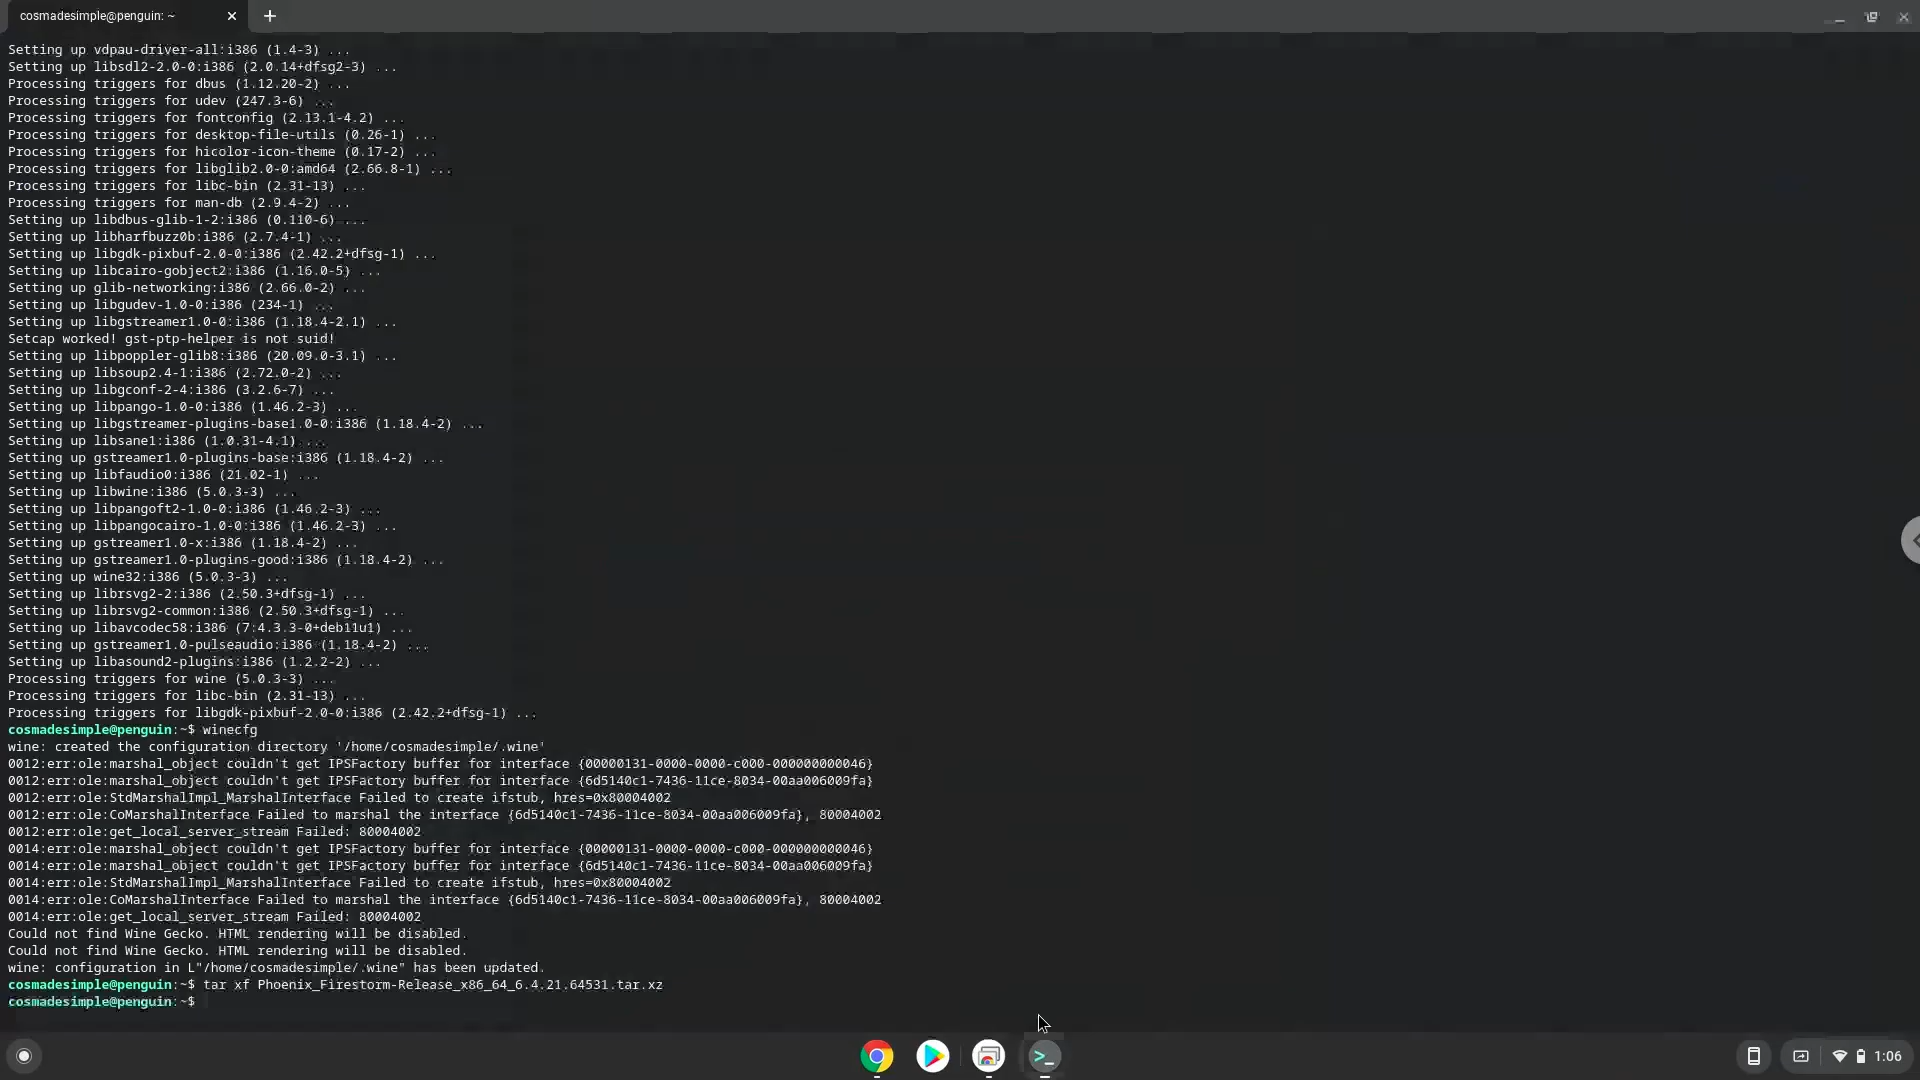 cosmadesimple@penguin: ~
Setting up vdpau-driver-all:i386 (1.4-3) ...
Setting up libsdl2-2.0-0:i386 (2.0.14+dfsg2-3) ...
Processing triggers for dbus (1.12.20-2) ...
Processing triggers for udev (247.3-6) ...
Processing triggers for fontconfig (2.13.1-4.2) ...
Processing triggers for desktop-file-utils (0.26-1) ...
Processing triggers for hicolor-icon-theme (0.17-2) ...
Processing triggers for libglib2.0-0:amd64 (2.66.8-1) ...
Processing triggers for libc-bin (2.31-13) ...
Processing triggers for man-db (2.9.4-2) ...
Setting up libdbus-glib-1-2:i386 (0.110-6) ...
Setting up libharfbuzz0b:i386 (2.7.4-1) ...
Setting up libgdk-pixbuf-2.0-0:i386 (2.42.2+dfsg-1) ...
Setting up libcairo-gobject2:i386 (1.16.0-5) ...
Setting up glib-networking:i386 (2.66.0-2) ...
Setting up libgudev-1.0-0:i386 (234-1) ...
Setting up libgstreamer1.0-0:i386 (1.18.4-2.1) ...
Setcap worked! gst-ptp-helper is not suid!
Setting up libpoppler-glib8:i386 (20.09.0-3.1) ...
Setting up libsoup2.4-1:i386 (2.72.0-2) ...
Setting up libgconf-2-4:i386 (3.2.6-7) ...
Setting up libpango-1.0-0:i386 (1.46.2-3) ...
Setting up libgstreamer-plugins-base1.0-0:i386 (1.18.4-2) ...
Setting up libsane1:i386 (1.0.31-4.1) ...
Setting up gstreamer1.0-plugins-base:i386 (1.18.4-2) ...
Setting up libfaudio0:i386 (21.02-1) ...
Setting up libwine:i386 (5.0.3-3) ...
Setting up libpangoft2-1.0-0:i386 (1.46.2-3) ...
Setting up libpangocairo-1.0-0:i386 (1.46.2-3) ...
Setting up gstreamer1.0-x:i386 (1.18.4-2) ...
Setting up gstreamer1.0-plugins-good:i386 (1.18.4-2) ...
Setting up wine32:i386 (5.0.3-3) ...
Setting up librsvg2-2:i386 (2.50.3+dfsg-1) ...
Setting up librsvg2-common:i386 (2.50.3+dfsg-1) ...
Setting up libavcodec58:i386 (7:4.3.3-0+deb11u1) ...
Setting up gstreamer1.0-pulseaudio:i386 (1.18.4-2) ...
Setting up libasound2-plugins:i386 (1.2.2-2) ...
Processing triggers for wine (5.0.3-3) ...
Processing triggers for libc-bin (2.31-13) ...
Processing triggers for libgdk-pixbuf-2.0-0:i386 (2.42.2+dfsg-1) ...
cosmadesimple@penguin:~$ winecfg
wine: created the configuration directory '/home/cosmadesimple/.wine'
0012:err:ole:marshal_object couldn't get IPSFactory buffer for interface {00000131-0000-0000-c000-000000000046}
0012:err:ole:marshal_object couldn't get IPSFactory buffer for interface {6d5140c1-7436-11ce-8034-00aa006009fa}
0012:err:ole:StdMarshalImpl_MarshalInterface Failed to create ifstub, hres=0x80004002
0012:err:ole:CoMarshalInterface Failed to marshal the interface {6d5140c1-7436-11ce-8034-00aa006009fa}, 80004002
0012:err:ole:get_local_server_stream Failed: 80004002
0014:err:ole:marshal_object couldn't get IPSFactory buffer for interface {00000131-0000-0000-c000-000000000046}
0014:err:ole:marshal_object couldn't get IPSFactory buffer for interface {6d5140c1-7436-11ce-8034-00aa006009fa}
0014:err:ole:StdMarshalImpl_MarshalInterface Failed to create ifstub, hres=0x80004002
0014:err:ole:CoMarshalInterface Failed to marshal the interface {6d5140c1-7436-11ce-8034-00aa006009fa}, 80004002
0014:err:ole:get_local_server_stream Failed: 80004002
Could not find Wine Gecko. HTML rendering will be disabled.
Could not find Wine Gecko. HTML rendering will be disabled.
wine: configuration in L"/home/cosmadesimple/.wine" has been updated.
cosmadesimple@penguin:~$ tar xf Phoenix_Firestorm-Release_x86_64_6.4.21.64531.tar.xz
cosmadesimple@penguin:~$
1:06